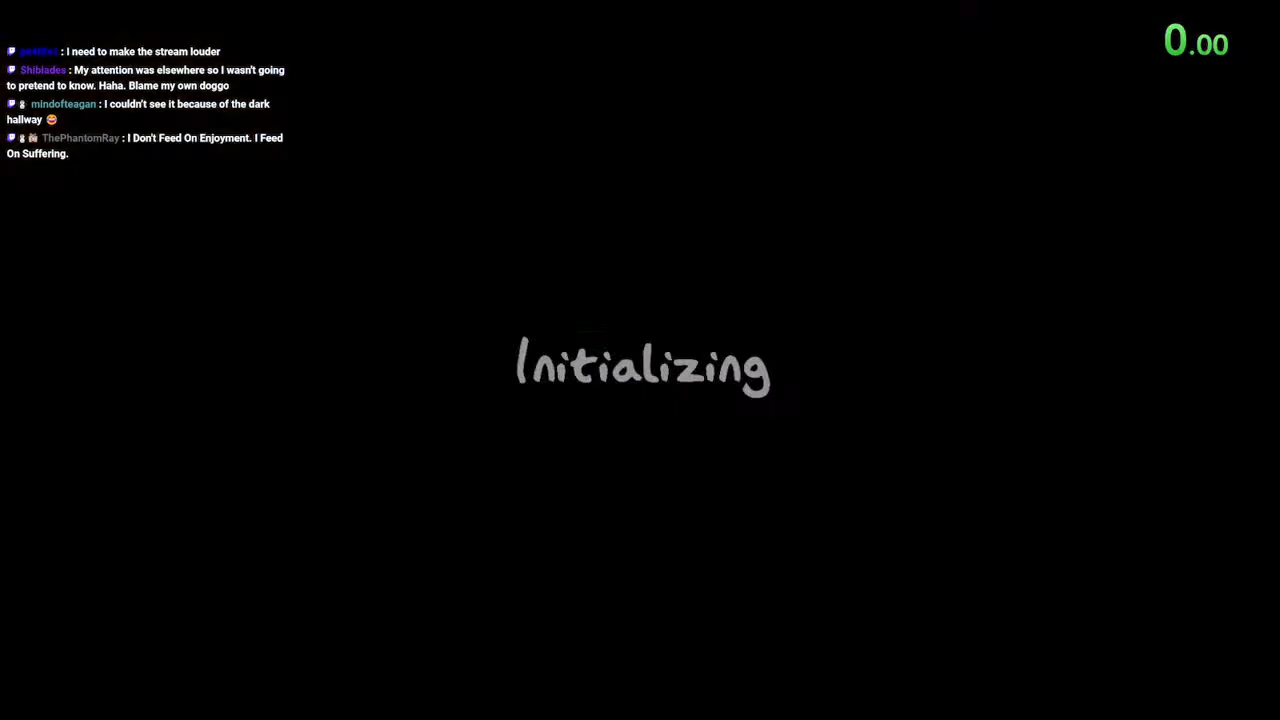 0.00
: I need to make the stream louder
Shiblades : My attention was elsewhere so I wasn't going
to pretend to know. Haha. Blame my own doggo
mindofteagan : I couldn't see it because of the dark
hallway 😆
ThePhantomRay : I Don't Feed On Enjoyment. I Feed
On Suffering.
Initializing